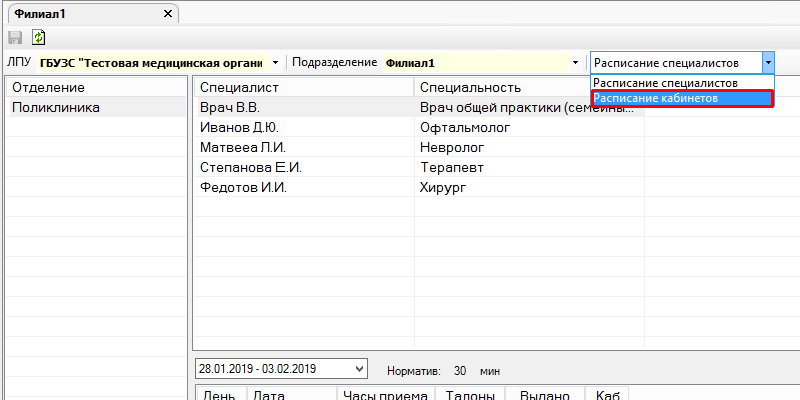 Филиал1
ЛПУ ГБУЗС "Тестовая медицинская органи Подразделение Филиал1 Расписание специалистов
Расписание специалистов
Расписание кабинетов
Отделение
Поликлиника
Специалист Специальность
Врач В.В. Врач общей практики (семейны...
Иванов Д.Ю. Офтальмолог
Матвееа Л.И. Невролог
Степанова Е.И. Терапевт
Федотов И.И. Хирург
28.01.2019 - 03.02.2019 Норматив: 30 мин
День Дата Часы приема Талоны Выдано Каб